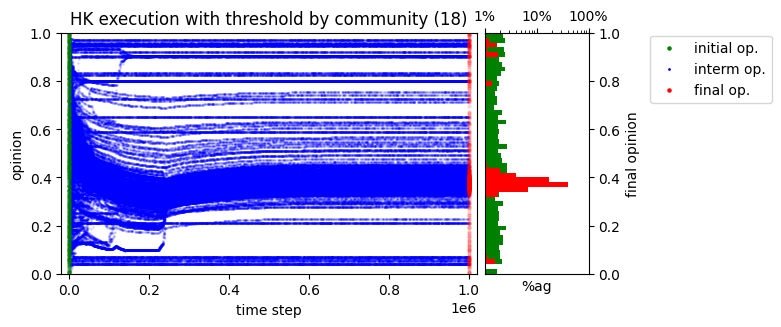 HK execution with threshold by community (18)
1% 10% 100%
1.0
0.8
0.6
0.4
0.2
0.0
opinion
0.0 0.2 0.4 0.6 0.8 1.0
1e6
time step
%ag
1.0
0.8
0.6
0.4
0.2
0.0
final opinion
initial op.
interm op.
final op.